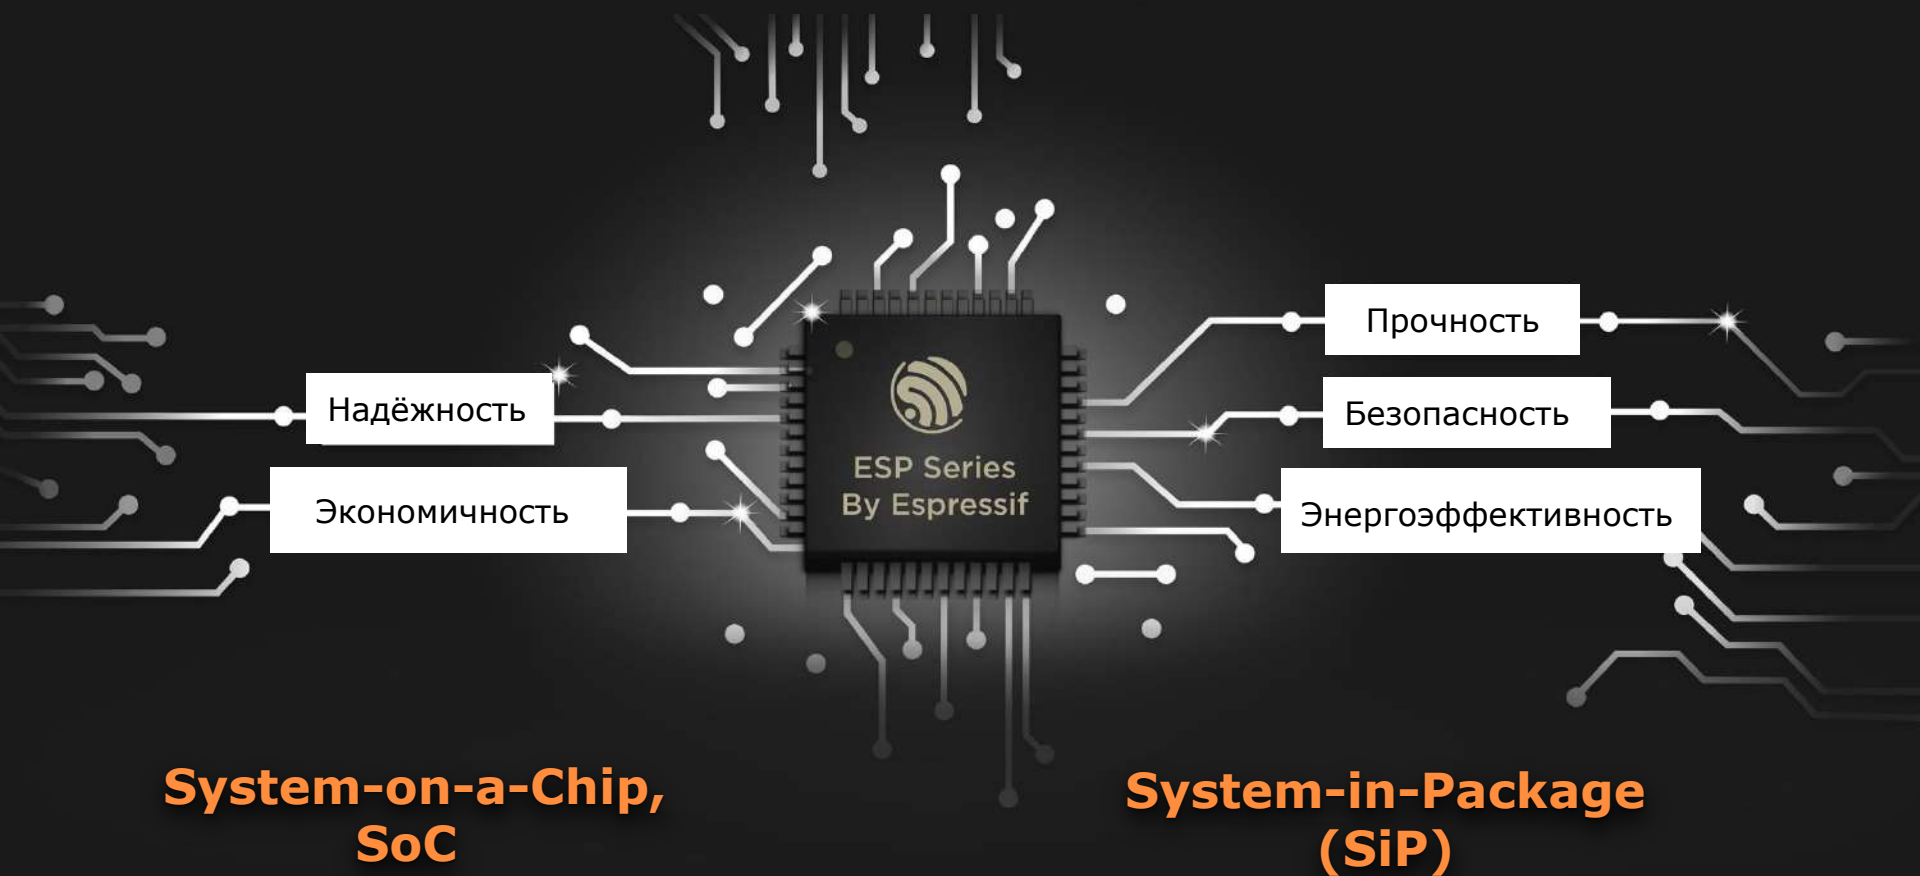 Прочность
Надёжность
Безопасность
ESP Series
By Espressif
Экономичность
Энергоэффективность
System-on-a-Chip,
SoC
System-in-Package
(SiP)